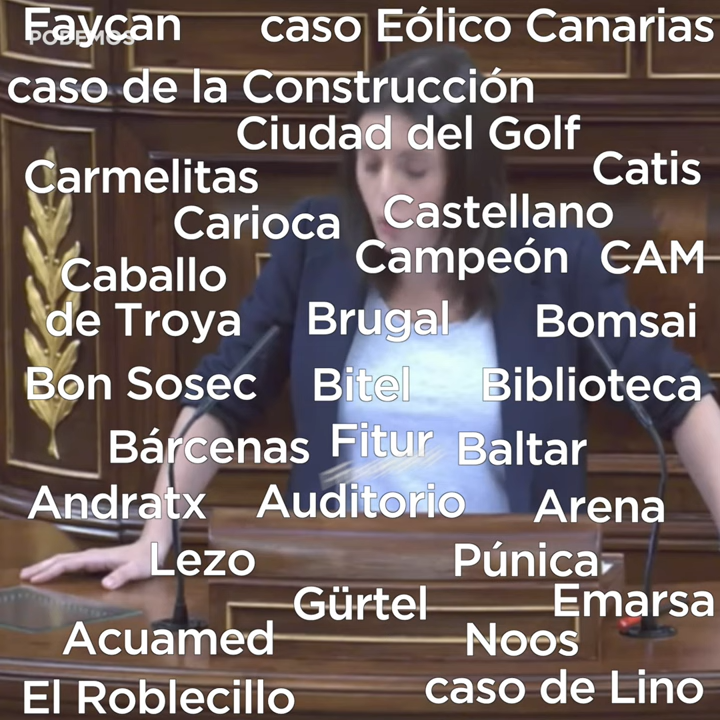 Faycan
PODEMOS
caso Eólico Canarias
caso de la Construcción
Ciudad del Golf
Carmelitas
Catis
Carioca
Castellano
Campeón
CAM
Caballo
de Troya
Brugal
Bomsai
Bon Sosec
Bitel
Biblioteca
Bárcenas
Fitur
Baltar
Andratx
Auditorio
Arena
Lezo
Púnica
Gürtel
Emarsa
Acuamed
Noos
El Roblecillo
caso de Lino